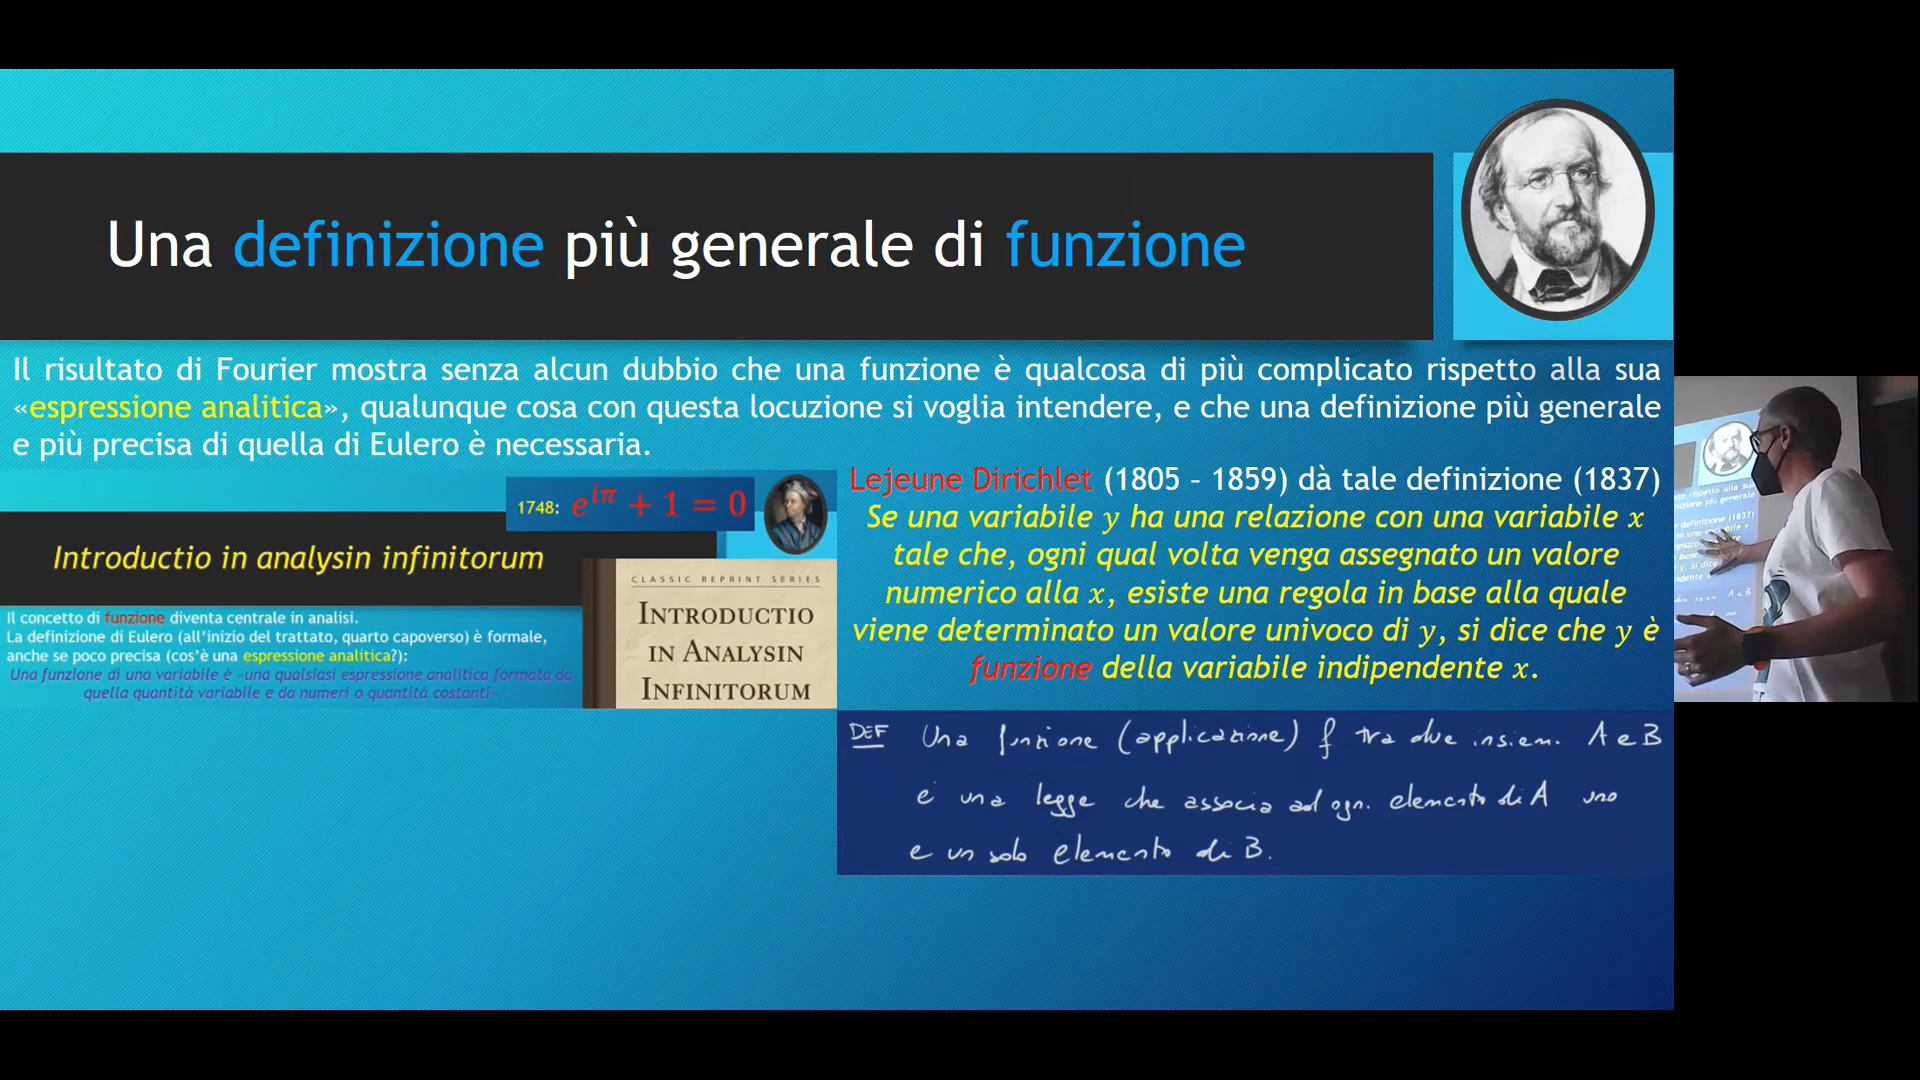 Una definizione più generale di funzione
Il risultato di Fourier mostra senza alcun dubbio che una funzione è qualcosa di più complicato rispetto alla sua
«espressione analitica», qualunque cosa con questa locuzione si voglia intendere, e che una definizione più generale
e più precisa di quella di Eulero è necessaria.
1748: e^{iπ} + 1 = 0
Introductio in analysin infinitorum
Il concetto di funzione diventa centrale in analisi.
La definizione di Eulero (all'inizio del trattato, quarto capoverso) è formale,
anche se poco precisa (cos'è una espressione analitica?):
Una funzione di una variabile è «una qualsiasi espressione analitica formata da
quella quantità variabile e da numeri o quantità costanti»
CLASSIC REPRINT SERIES
INTRODUCTIO
IN ANALYSIN
INFINITORUM
Lejeune Dirichlet (1805 – 1859) dà tale definizione (1837)
Se una variabile y ha una relazione con una variabile x
tale che, ogni qual volta venga assegnato un valore
numerico alla x, esiste una regola in base alla quale
viene determinato un valore univoco di y, si dice che y è
funzione della variabile indipendente x.
DEF Una funzione (applicazione) f tra due insiemi A e B
è una legge che associa ad ogni elemento di A uno
e un solo elemento di B.